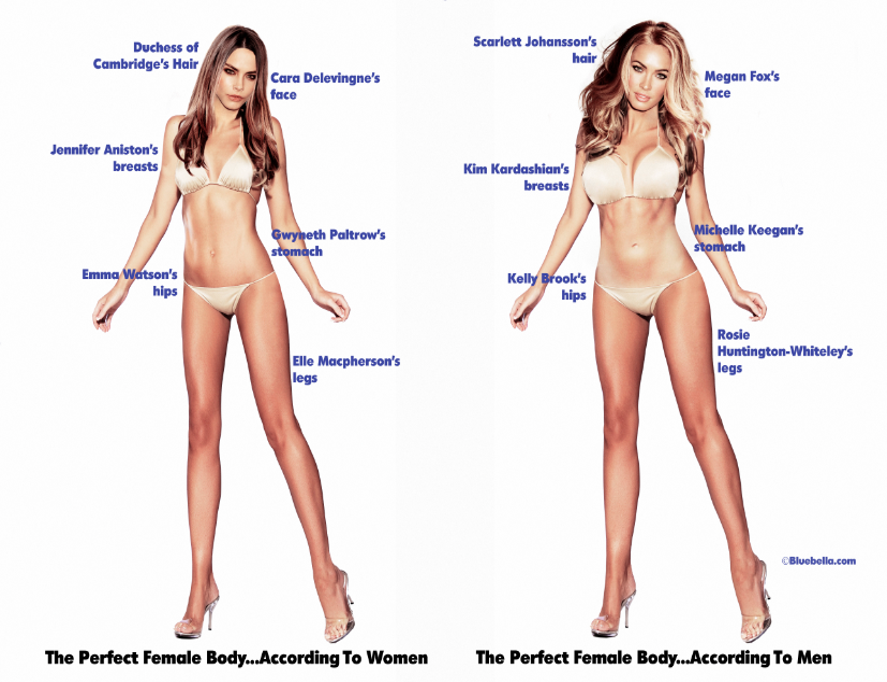 Duchess of
Cambridge's Hair
Cara Delevingne's
face
Jennifer Aniston's
breasts
Gwyneth Paltrow's
stomach
Emma Watson's
hips
Elle Macpherson's
legs
The Perfect Female Body...According To Women
Scarlett Johansson's
hair
Megan Fox's
face
Kim Kardashian's
breasts
Michelle Keegan's
stomach
Kelly Brook's
hips
Rosie
Huntington-Whiteley's
legs
©Bluebella.com
The Perfect Female Body...According To Men